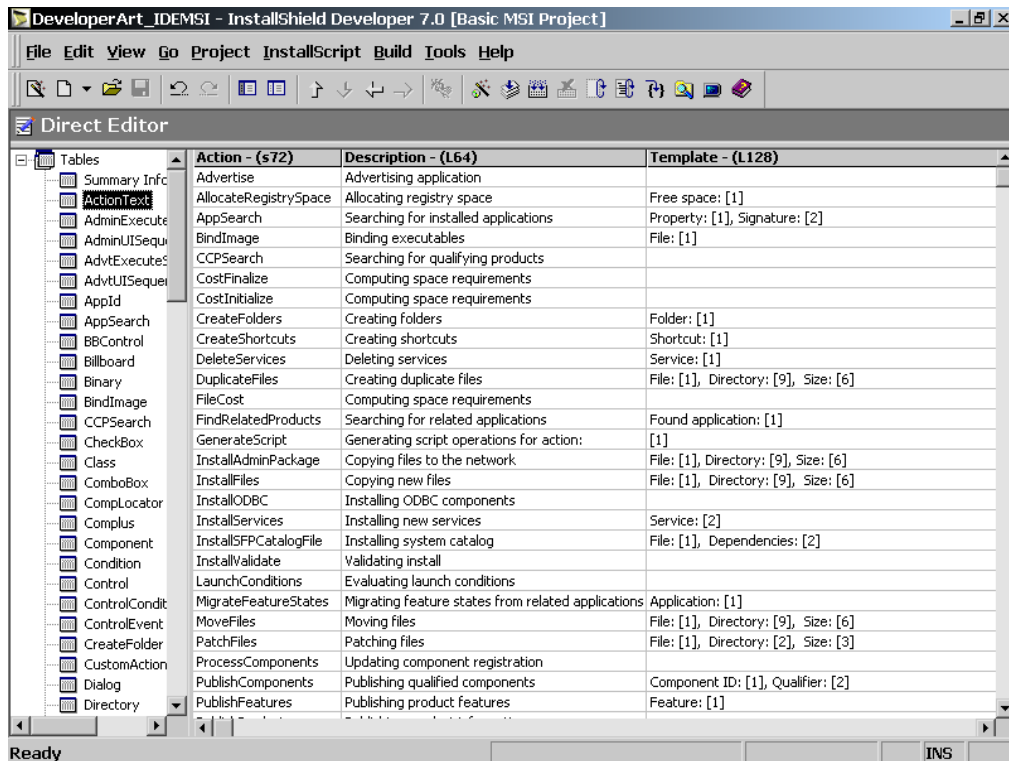 DeveloperArt_IDEMSI - InstallShield Developer 7.0 [Basic MSI Project]
File Edit View Go Project InstallScript Build Tools Help
Direct Editor
Tables
Summary Info
ActionText
AdminExecute
AdminUISequ
AdvtExecuteS
AdvtUISequen
AppId
AppSearch
BBControl
Billboard
Binary
BindImage
CCPSearch
CheckBox
Class
ComboBox
CompLocator
Complus
Component
Condition
Control
ControlCondit
ControlEvent
CreateFolder
CustomAction
Dialog
Directory
Action - (s72) Description - (L64) Template - (L128)
Advertise Advertising application
AllocateRegistrySpace Allocating registry space Free space: [1]
AppSearch Searching for installed applications Property: [1], Signature: [2]
BindImage Binding executables File: [1]
CCPSearch Searching for qualifying products
CostFinalize Computing space requirements
CostInitialize Computing space requirements
CreateFolders Creating folders Folder: [1]
CreateShortcuts Creating shortcuts Shortcut: [1]
DeleteServices Deleting services Service: [1]
DuplicateFiles Creating duplicate files File: [1], Directory: [9], Size: [6]
FileCost Computing space requirements
FindRelatedProducts Searching for related applications Found application: [1]
GenerateScript Generating script operations for action: [1]
InstallAdminPackage Copying files to the network File: [1], Directory: [9], Size: [6]
InstallFiles Copying new files File: [1], Directory: [9], Size: [6]
InstallODBC Installing ODBC components
InstallServices Installing new services Service: [2]
InstallSFPCatalogFile Installing system catalog File: [1], Dependencies: [2]
InstallValidate Validating install
LaunchConditions Evaluating launch conditions
MigrateFeatureStates Migrating feature states from related applications Application: [1]
MoveFiles Moving files File: [1], Directory: [9], Size: [6]
PatchFiles Patching files File: [1], Directory: [2], Size: [3]
ProcessComponents Updating component registration
PublishComponents Publishing qualified components Component ID: [1], Qualifier: [2]
PublishFeatures Publishing product features Feature: [1]
Ready INS